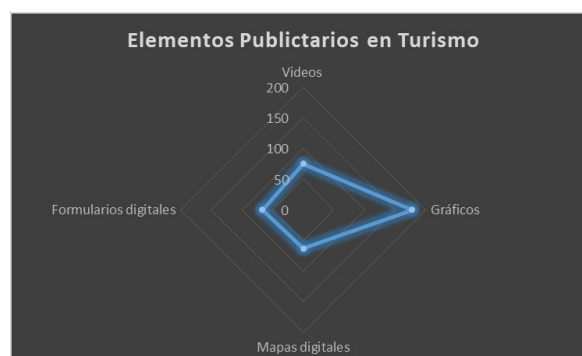 Elementos Publictarios en Turismo
Videos
200
150
100
50
0
Formularios digitales
Gráficos
Mapas digitales